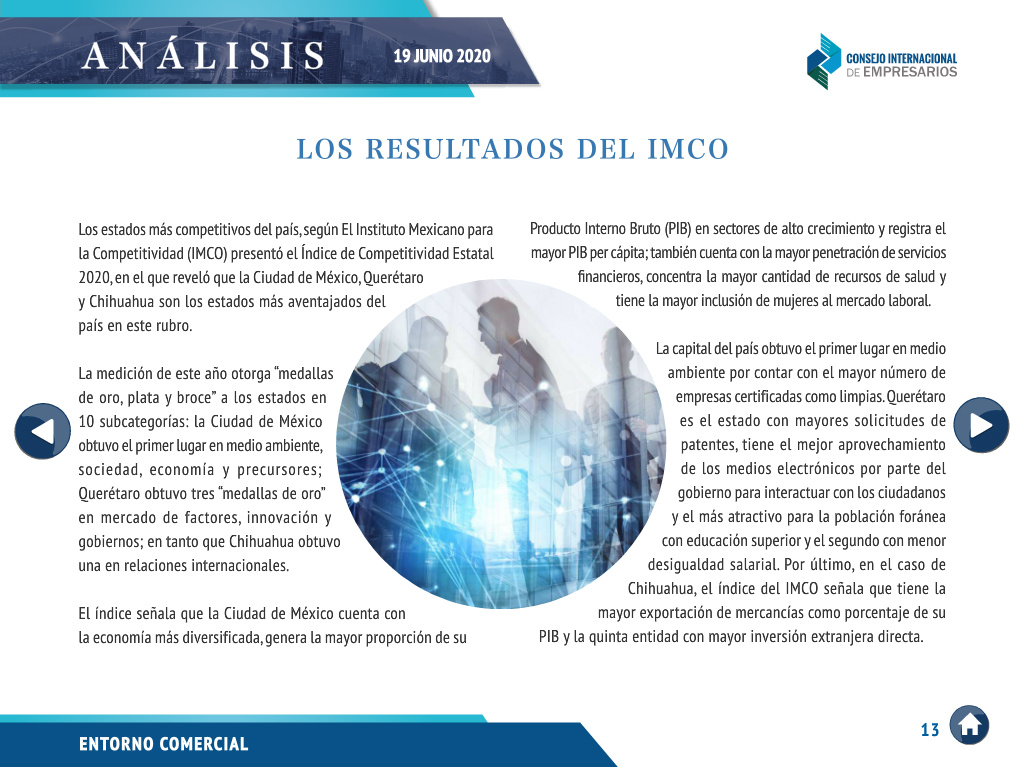 ANÁLISIS
19 JUNIO 2020
CONSEJO INTERNACIONAL
DE EMPRESARIOS
LOS RESULTADOS DEL IMCO
Los estados más competitivos del país, según El Instituto Mexicano para
la Competitividad (IMCO) presentó el Índice de Competitividad Estatal
2020, en el que reveló que la Ciudad de México, Querétaro
y Chihuahua son los estados más aventajados del
país en este rubro.
La medición de este año otorga “medallas
de oro, plata y broce” a los estados en
10 subcategorías: la Ciudad de México
obtuvo el primer lugar en medio ambiente,
sociedad, economía y precursores;
Querétaro obtuvo tres “medallas de oro”
en mercado de factores, innovación y
gobiernos; en tanto que Chihuahua obtuvo
una en relaciones internacionales.
El índice señala que la Ciudad de México cuenta con
la economía más diversificada, genera la mayor proporción de su
Producto Interno Bruto (PIB) en sectores de alto crecimiento y registra el
mayor PIB per cápita; también cuenta con la mayor penetración de servicios
financieros, concentra la mayor cantidad de recursos de salud y
tiene la mayor inclusión de mujeres al mercado laboral.
La capital del país obtuvo el primer lugar en medio
ambiente por contar con el mayor número de
empresas certificadas como limpias. Querétaro
es el estado con mayores solicitudes de
patentes, tiene el mejor aprovechamiento
de los medios electrónicos por parte del
gobierno para interactuar con los ciudadanos
y el más atractivo para la población foránea
con educación superior y el segundo con menor
desigualdad salarial. Por último, en el caso de
Chihuahua, el índice del IMCO señala que tiene la
mayor exportación de mercancías como porcentaje de su
PIB y la quinta entidad con mayor inversión extranjera directa.
ENTORNO COMERCIAL
13